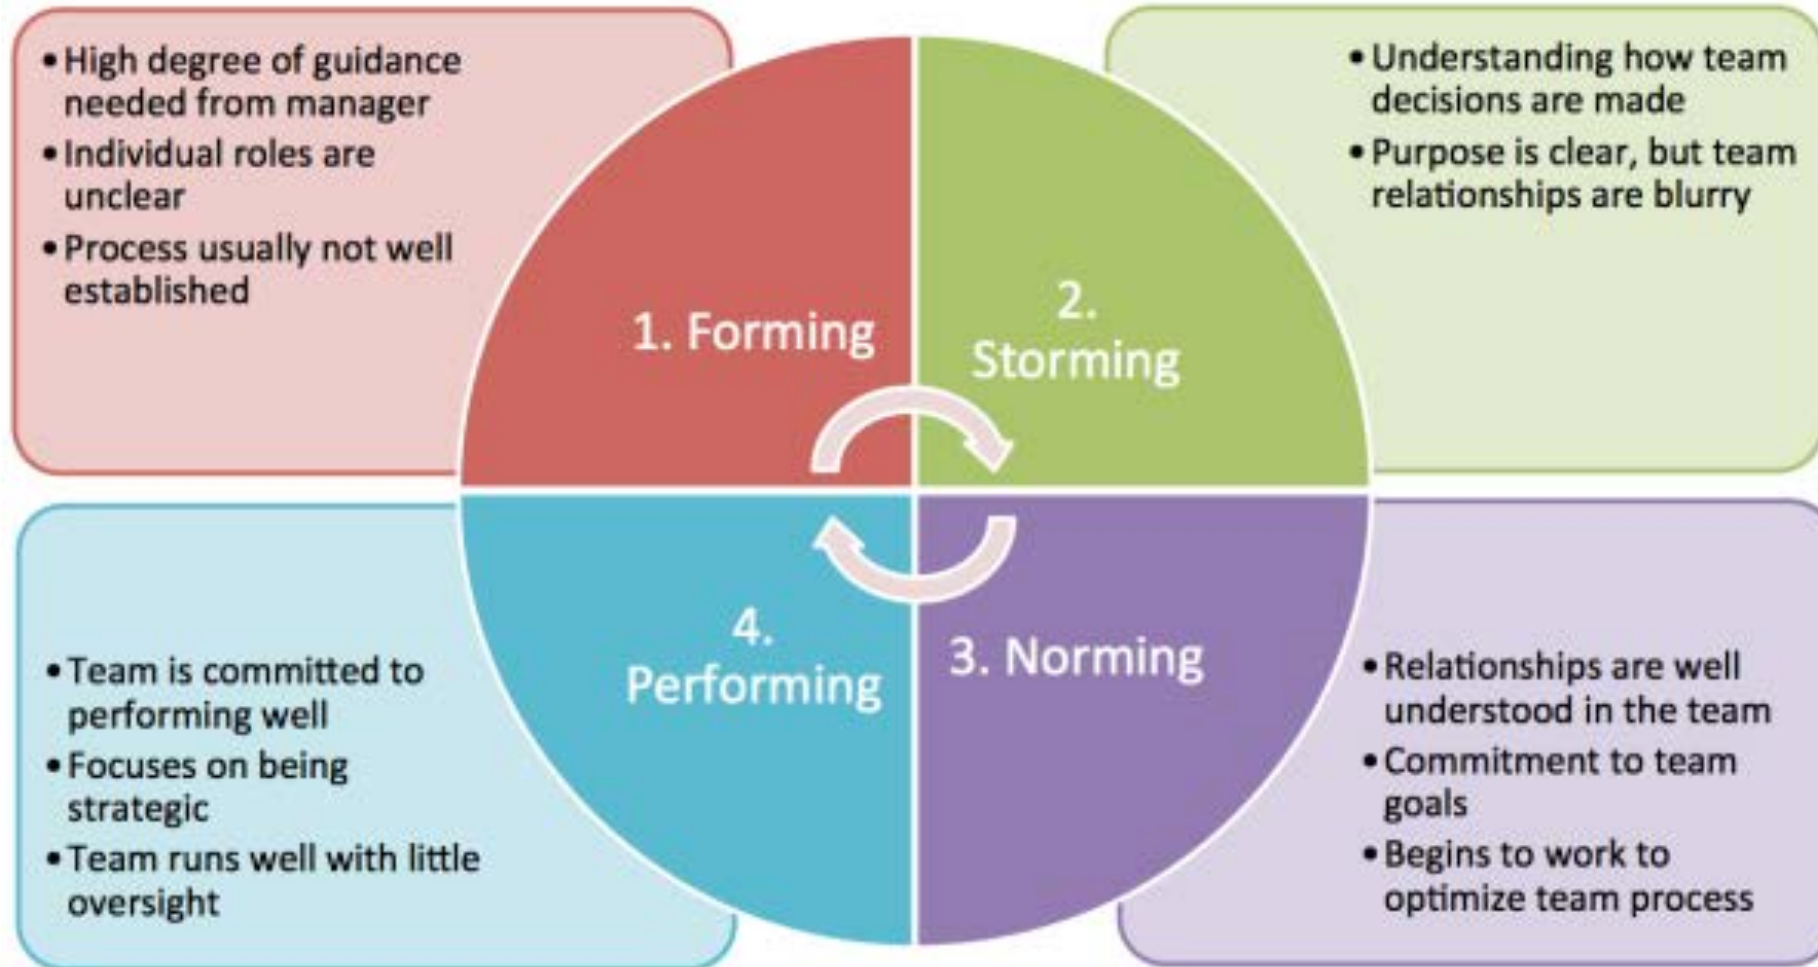 • High degree of guidance
needed from manager
• Individual roles are
unclear
• Process usually not well
established
1. Forming
• Understanding how team
decisions are made
• Purpose is clear, but team
relationships are blurry
2.
Storming
• Relationships are well
understood in the team
• Commitment to team
goals
• Begins to work to
optimize team process
3. Norming
• Team is committed to
performing well
• Focuses on being
strategic
• Team runs well with little
oversight
4.
Performing